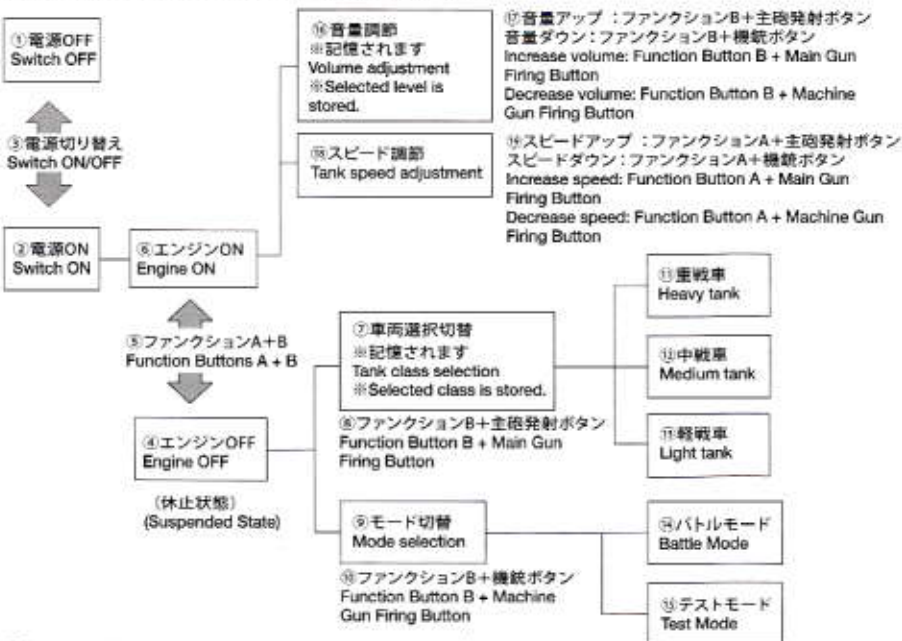 ①電源OFF
Switch OFF
③電源切り替え
Switch ON/OFF
②電源ON
Switch ON
⑥エンジンON
Engine ON
⑯音量調節
※記憶されます
Volume adjustment
※Selected level is
stored.
⑰音量アップ：ファンクションB＋主砲発射ボタン
音量ダウン：ファンクションB＋機銃ボタン
Increase volume: Function Button B + Main Gun
Firing Button
Decrease volume: Function Button B + Machine
Gun Firing Button
⑱スピード調節
Tank speed adjustment
⑲スピードアップ：ファンクションA＋主砲発射ボタン
スピードダウン：ファンクションA＋機銃ボタン
Increase speed: Function Button A + Main Gun
Firing Button
Decrease speed: Function Button A + Machine Gun
Firing Button
⑤ファンクションA＋B
Function Buttons A + B
④エンジンOFF
Engine OFF
（休止状態）
(Suspended State)
⑦車両選択切替
※記憶されます
Tank class selection
※Selected class is stored.
⑧ファンクションB＋主砲発射ボタン
Function Button B + Main Gun
Firing Button
⑪重戦車
Heavy tank
⑫中戦車
Medium tank
⑪軽戦車
Light tank
⑨モード切替
Mode selection
⑩ファンクションB＋機銃ボタン
Function Button B + Machine
Gun Firing Button
⑭バトルモード
Battle Mode
⑮テストモード
Test Mode